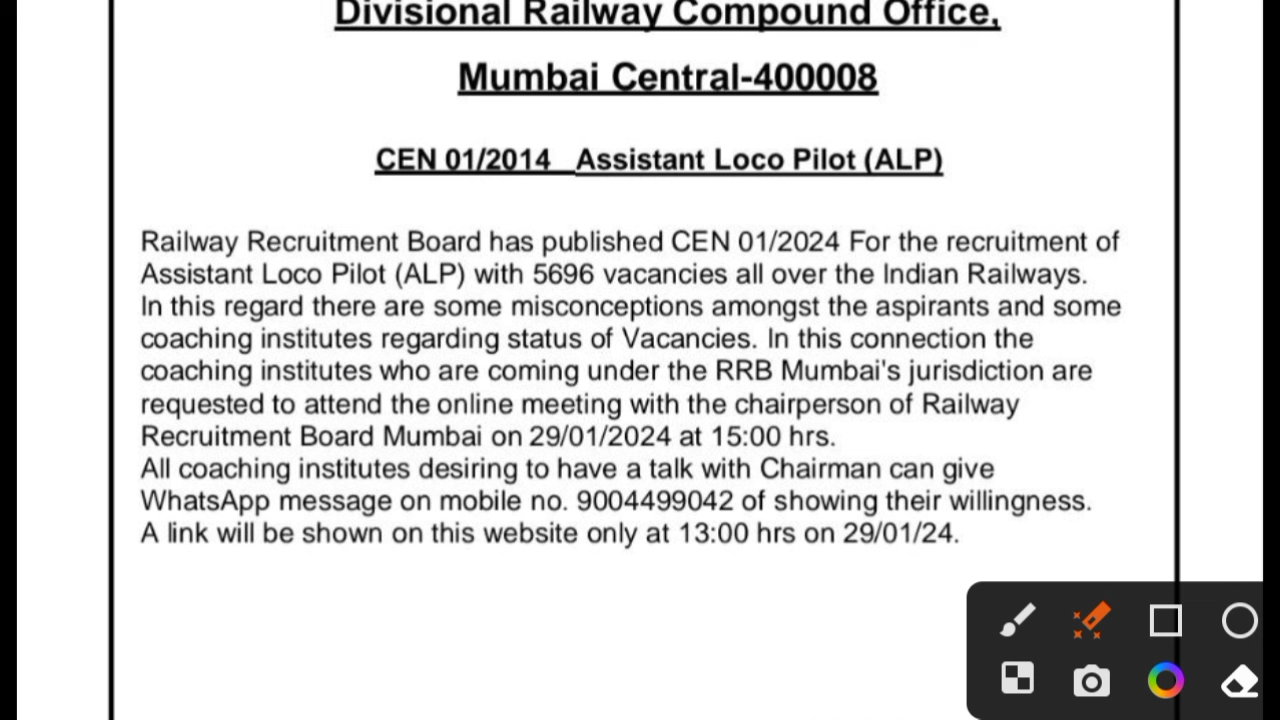 Divisional Railway Compound Office,
Mumbai Central-400008
CEN 01/2014 Assistant Loco Pilot (ALP)
Railway Recruitment Board has published CEN 01/2024 For the recruitment of
Assistant Loco Pilot (ALP) with 5696 vacancies all over the Indian Railways.
In this regard there are some misconceptions amongst the aspirants and some
coaching institutes regarding status of Vacancies. In this connection the
coaching institutes who are coming under the RRB Mumbai's jurisdiction are
requested to attend the online meeting with the chairperson of Railway
Recruitment Board Mumbai on 29/01/2024 at 15:00 hrs.
All coaching institutes desiring to have a talk with Chairman can give
WhatsApp message on mobile no. 9004499042 of showing their willingness.
A link will be shown on this website only at 13:00 hrs on 29/01/24.